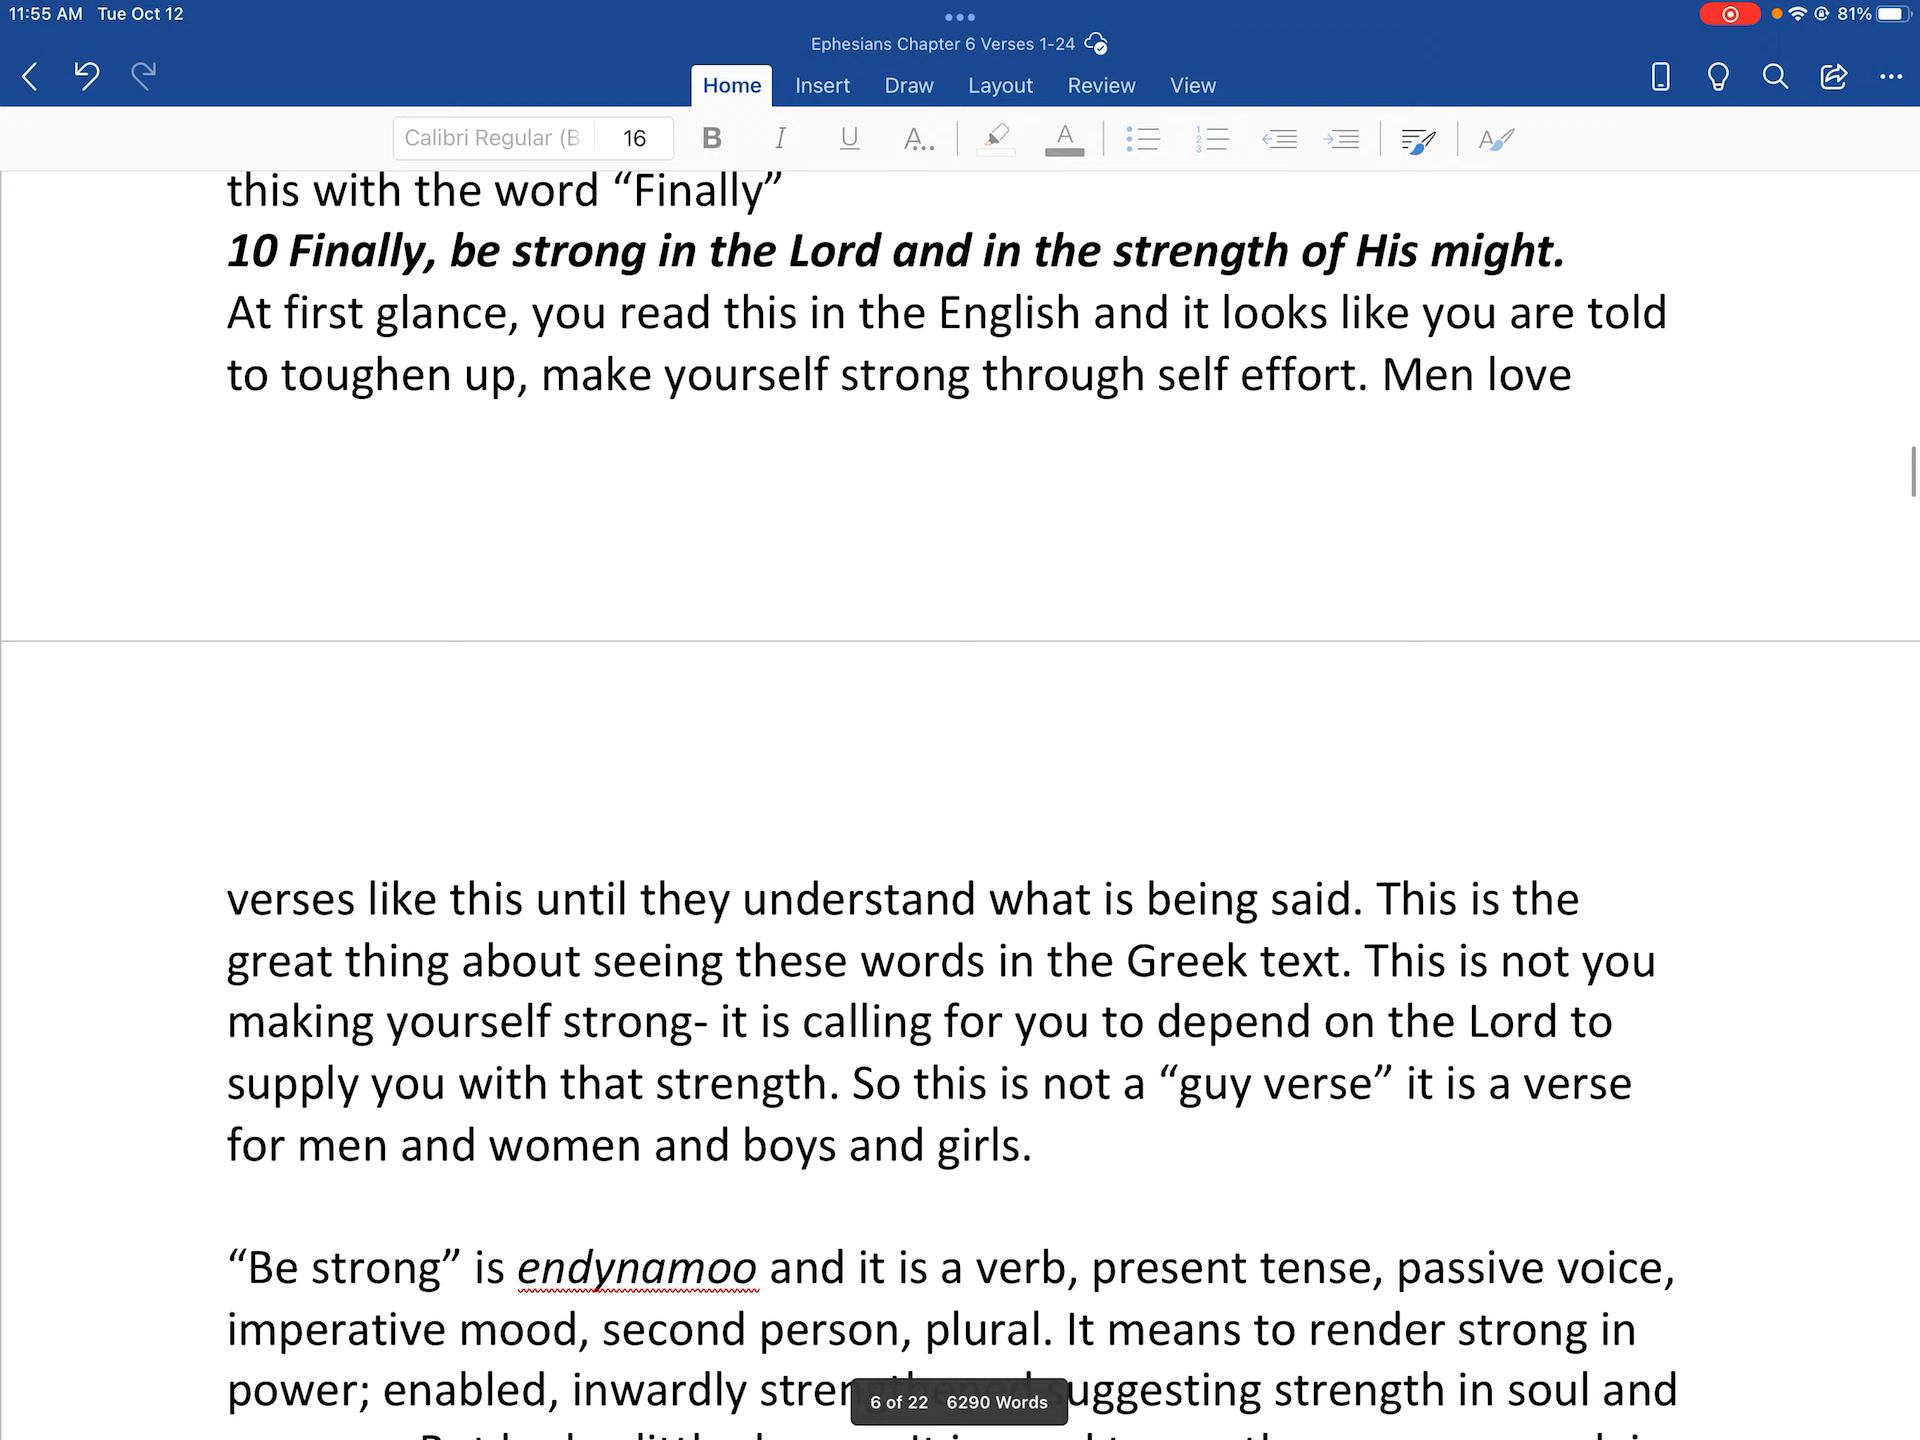 11:55 AM Tue Oct 12
81%
Ephesians Chapter 6 Verses 1-24
Home Insert Draw Layout Review View
Calibri Regular (B 16 B I U A.. A
this with the word “Finally”
10 Finally, be strong in the Lord and in the strength of His might.
At first glance, you read this in the English and it looks like you are told
to toughen up, make yourself strong through self effort. Men love
verses like this until they understand what is being said. This is the
great thing about seeing these words in the Greek text. This is not you
making yourself strong- it is calling for you to depend on the Lord to
supply you with that strength. So this is not a “guy verse” it is a verse
for men and women and boys and girls.
“Be strong” is endynamoo and it is a verb, present tense, passive voice,
imperative mood, second person, plural. It means to render strong in
power; enabled, inwardly strengthened suggesting strength in soul and
6 of 22 6290 Words